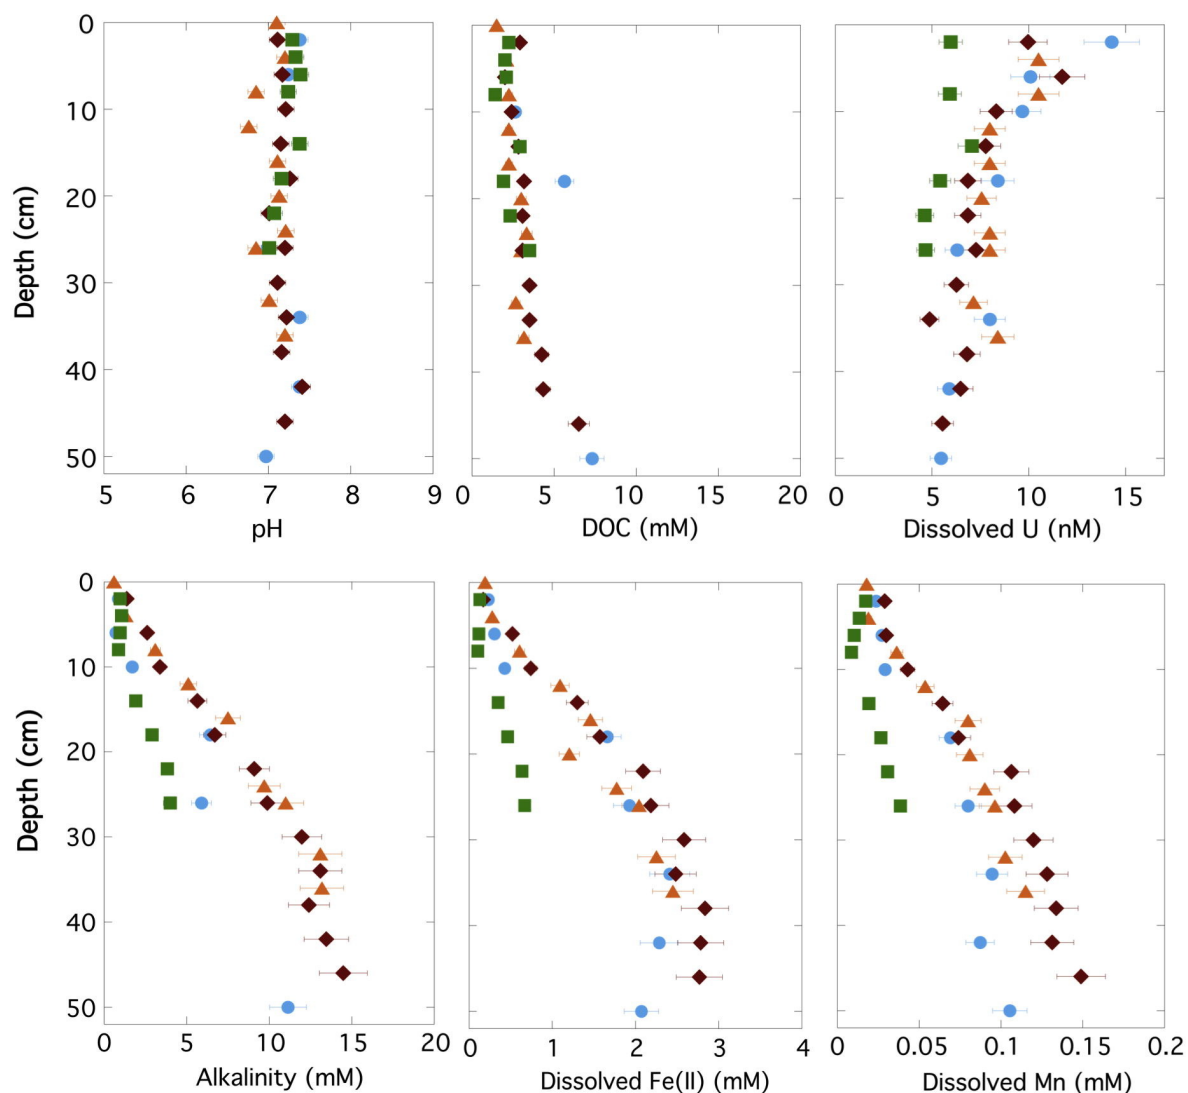 0
10
20
30
40
50
Depth (cm)
5 6 7 8 9
pH
0 5 10 15 20
DOC (mM)
0 5 10 15
Dissolved U (nM)
0
10
20
30
40
50
Depth (cm)
0 5 10 15 20
Alkalinity (mM)
0 1 2 3 4
Dissolved Fe(II) (mM)
0 0.05 0.1 0.15 0.2
Dissolved Mn (mM)